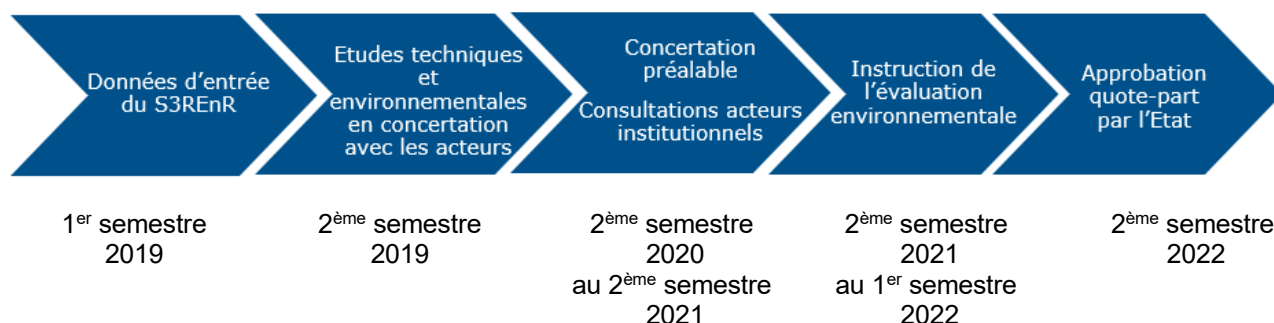 Données d'entrée
du S3REnR
Etudes techniques
et
environnementales
en concertation
avec les acteurs
Concertation
préalable
Consultations acteurs
institutionnels
Instruction de
l'évaluation
environnementale
Approbation
quote-part
par l'Etat
1er semestre
2019
2ème semestre
2019
2ème semestre
2020
au 2ème semestre
2021
2ème semestre
2021
au 1er semestre
2022
2ème semestre
2022